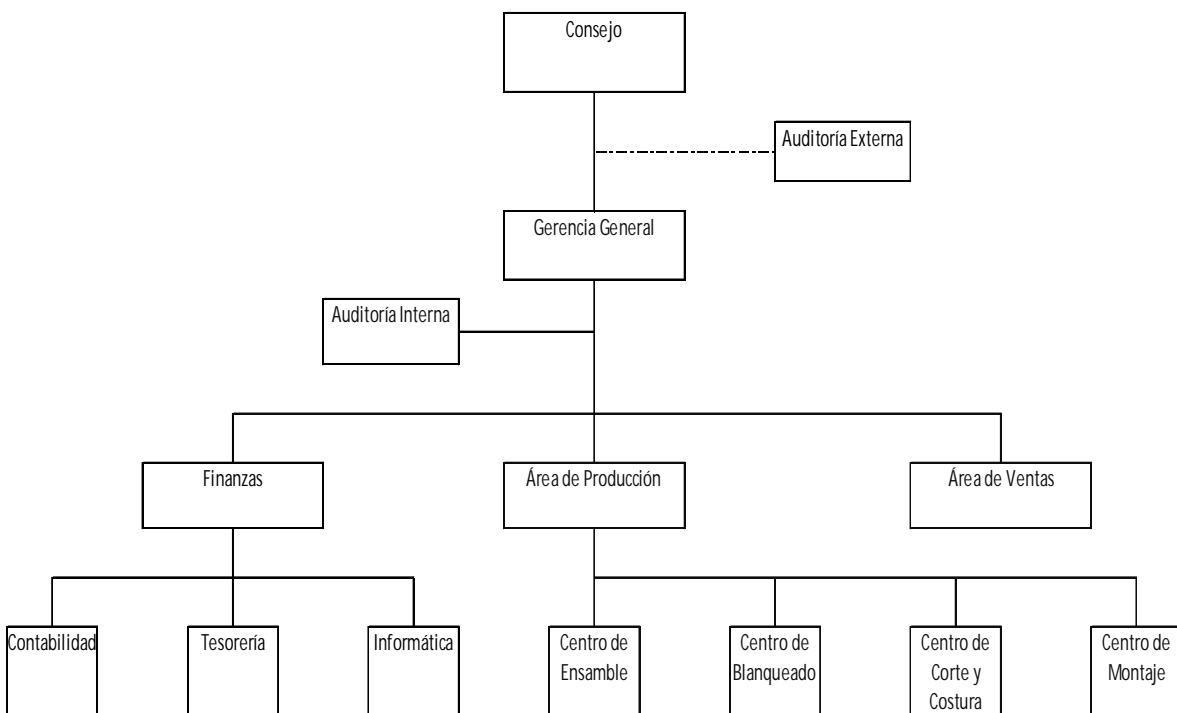 Consejo
Auditoría Externa
Gerencia General
Auditoría Interna
Finanzas
Área de Producción
Área de Ventas
Contabilidad
Tesorería
Informática
Centro de
Ensamble
Centro de
Blanqueado
Centro de
Corte y
Costura
Centro de
Montaje